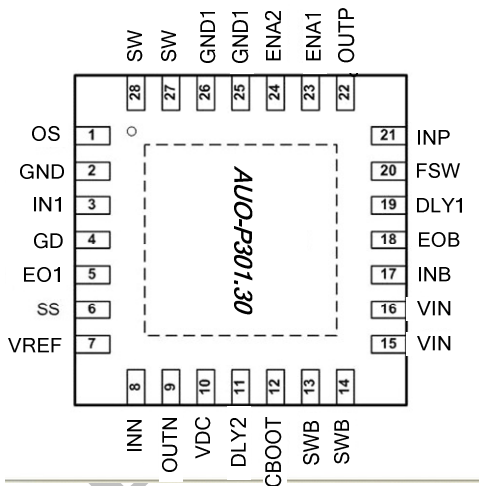 SW SW GND1 GND1 ENA2 ENA1 OUTP
28 27 26 25 24 23 22
OS 1
GND 2
IN1 3
GD 4
EO1 5
SS 6
VREF 7
AUO-P301.30
21 INP
20 FSW
19 DLY1
18 EOB
17 INB
16 VIN
15 VIN
8 9 10 11 12 13 14
INN OUTN VDC DLY2 CBOOT SWB SWB